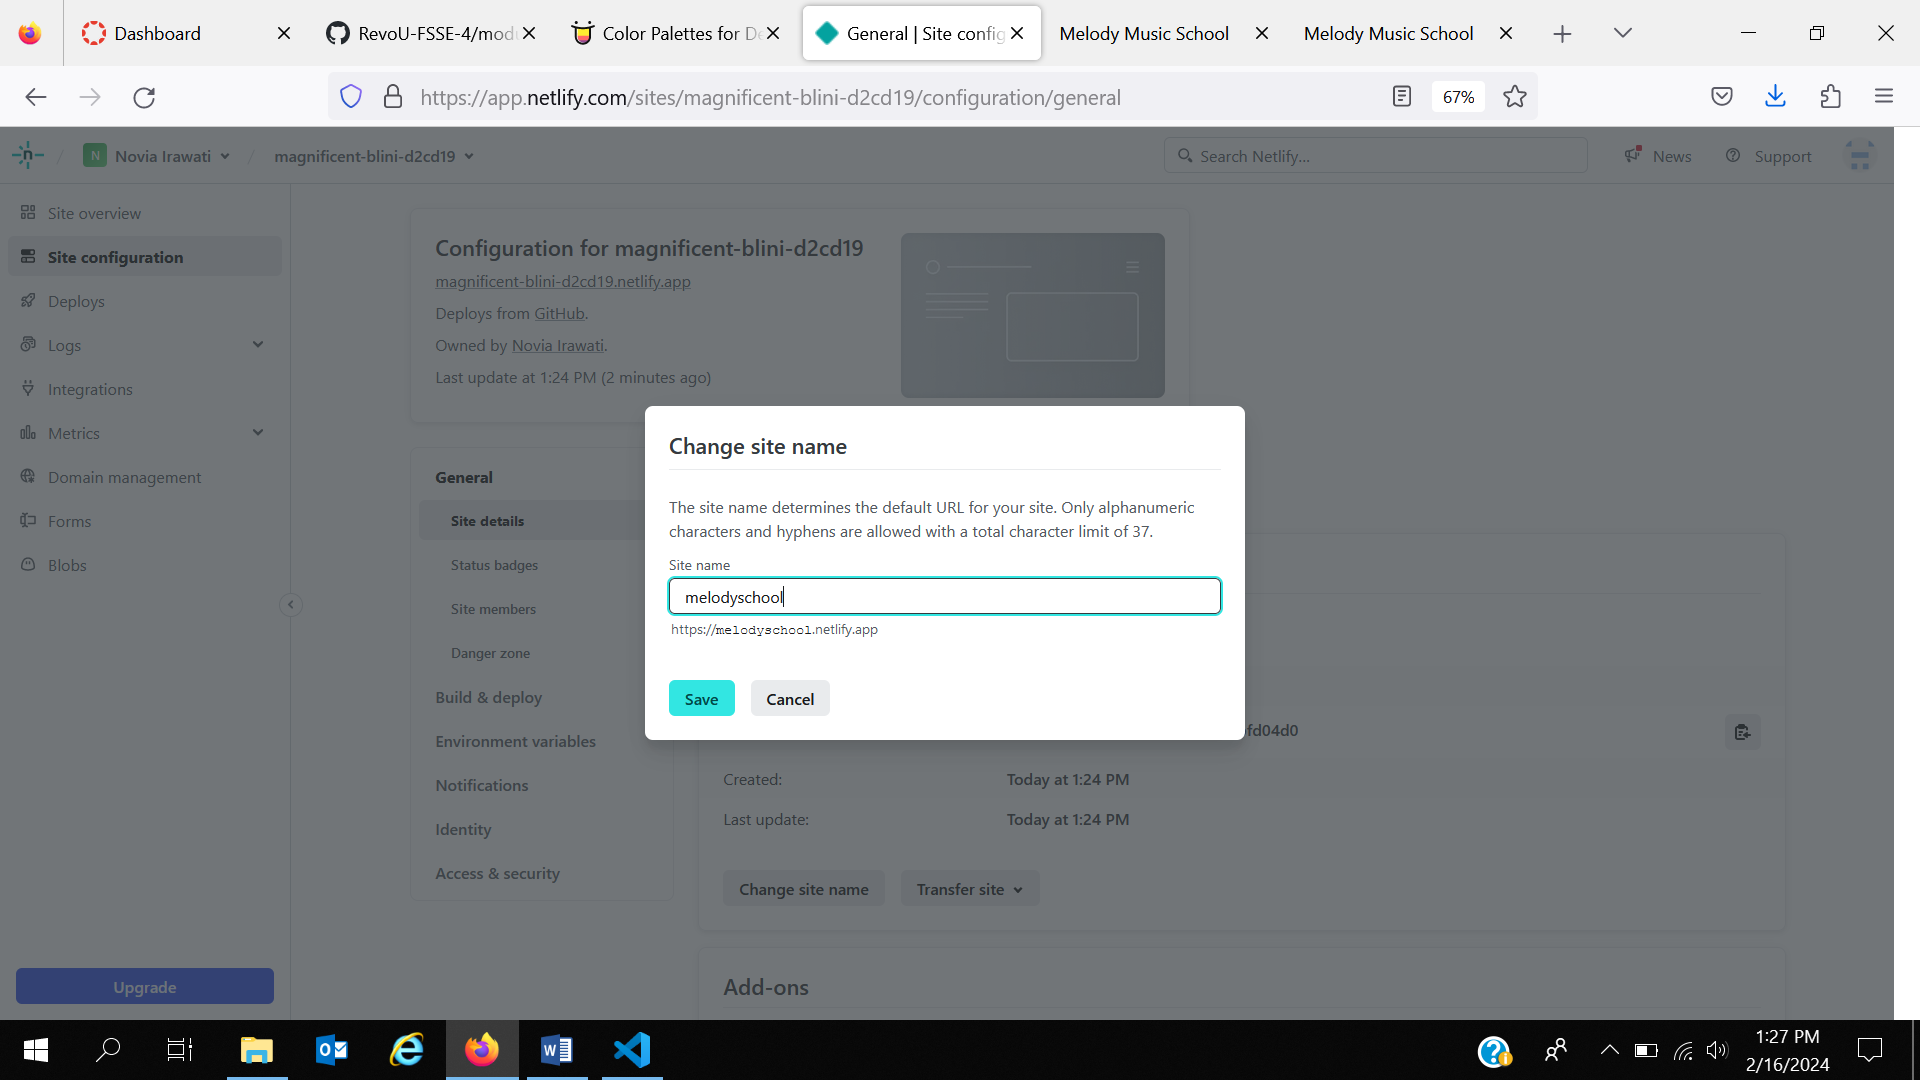 Dashboard
RevoU-FSSE-4/mod
Color Palettes for De
General | Site config
Melody Music School
Melody Music School
https://app.netlify.com/sites/magnificent-blini-d2cd19/configuration/general
67%
N
Novia Irawati
magnificent-blini-d2cd19
Search Netlify...
News
Support
Site overview
Site configuration
Deploys
Logs
Integrations
Metrics
Domain management
Forms
Blobs
Upgrade
Configuration for magnificent-blini-d2cd19
magnificent-blini-d2cd19.netlify.app
Deploys from GitHub.
Owned by Novia Irawati.
Last update at 1:24 PM (2 minutes ago)
General
Site details
Status badges
Site members
Danger zone
Build & deploy
Environment variables
Notifications
Identity
Access & security
Change site name
The site name determines the default URL for your site. Only alphanumeric
characters and hyphens are allowed with a total character limit of 37.
Site name
melodyschool
https://melodyschool.netlify.app
Save
Cancel
fd04d0
Created:
Today at 1:24 PM
Last update:
Today at 1:24 PM
Change site name
Transfer site
Add-ons
1:27 PM
2/16/2024